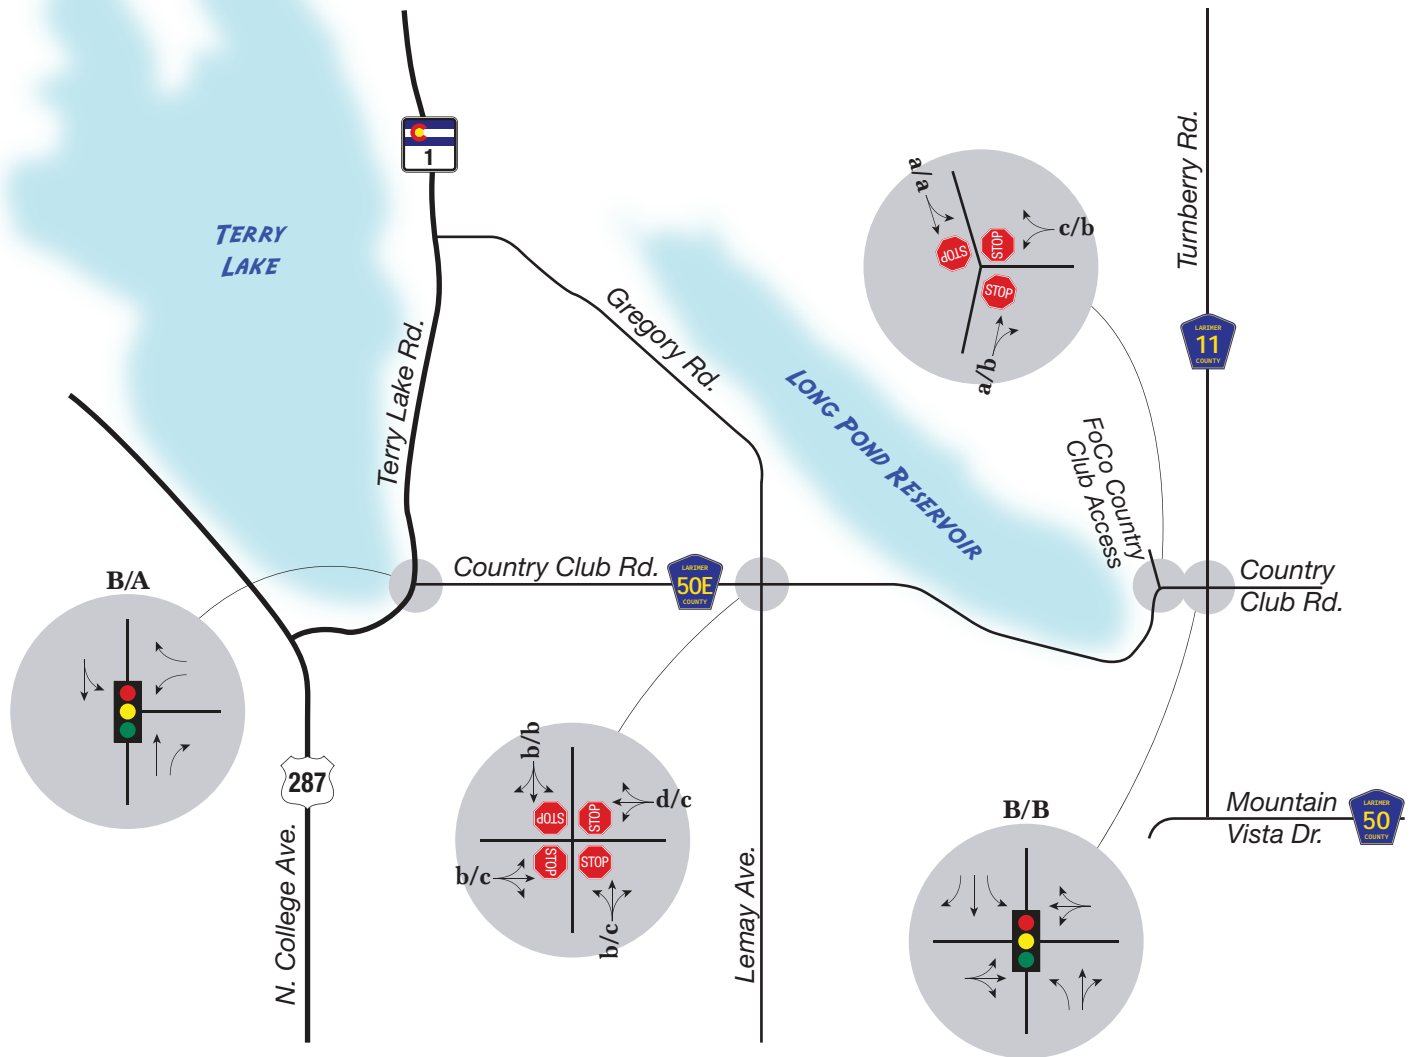 1
TERRY
LAKE
Turnberry Rd.
a/a
c/b
STOP
STOP
STOP
a/b
Gregory Rd.
Terry Lake Rd.
LARIMER
11
COUNTY
LONG POND RESERVOIR
FoCo Country
Club Access
B/A
Country Club Rd.
LARIMER
50E
COUNTY
Country
Club Rd.
287
b/b
d/c
STOP
STOP
STOP
STOP
b/c
b/c
N. College Ave.
Lemay Ave.
B/B
Mountain
Vista Dr.
LARIMER
50
COUNTY